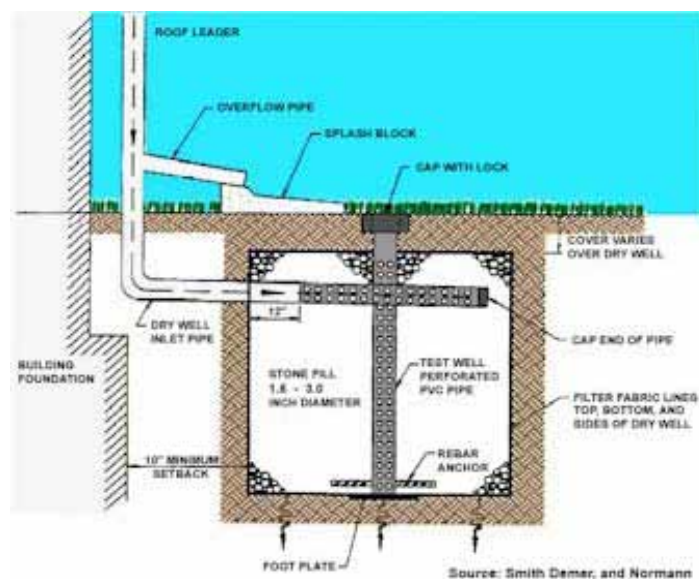 ROOF LEADER
OVERFLOW PIPE
SPLASH BLOCK
CAP WITH LOCK
COVER VARIES
OVER DRY WELL
12"
DRY WELL
INLET PIPE
CAP END OF PIPE
BUILDING
FOUNDATION
STONE FILL
1.5 - 3.0
INCH DIAMETER
TEST WELL
PERFORATED
PVC PIPE
FILTER FABRIC LINES
TOP, BOTTOM, AND
SIDES OF DRY WELL
10" MINIMUM
SETBACK
REBAR
ANCHOR
FOOT PLATE
Source: Smith Demer, and Normann